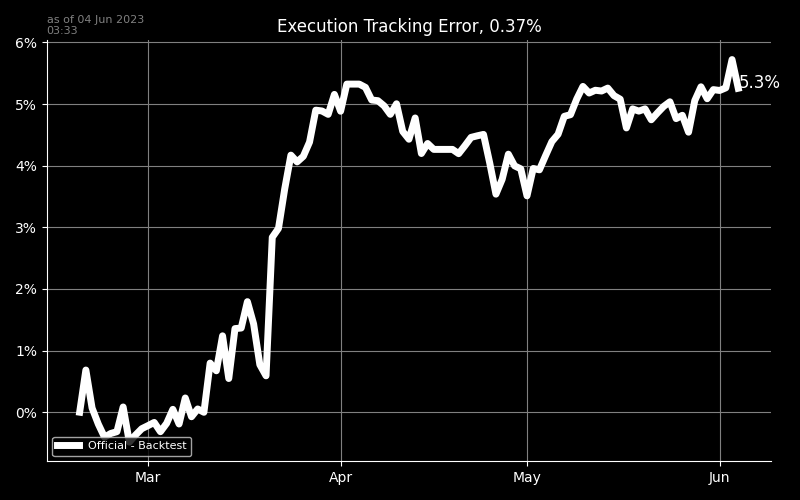 as of 04 Jun 2023
03:33
Execution Tracking Error, 0.37%
6%
5%
4%
3%
2%
1%
0%
5.3%
Official - Backtest
Mar Apr May Jun